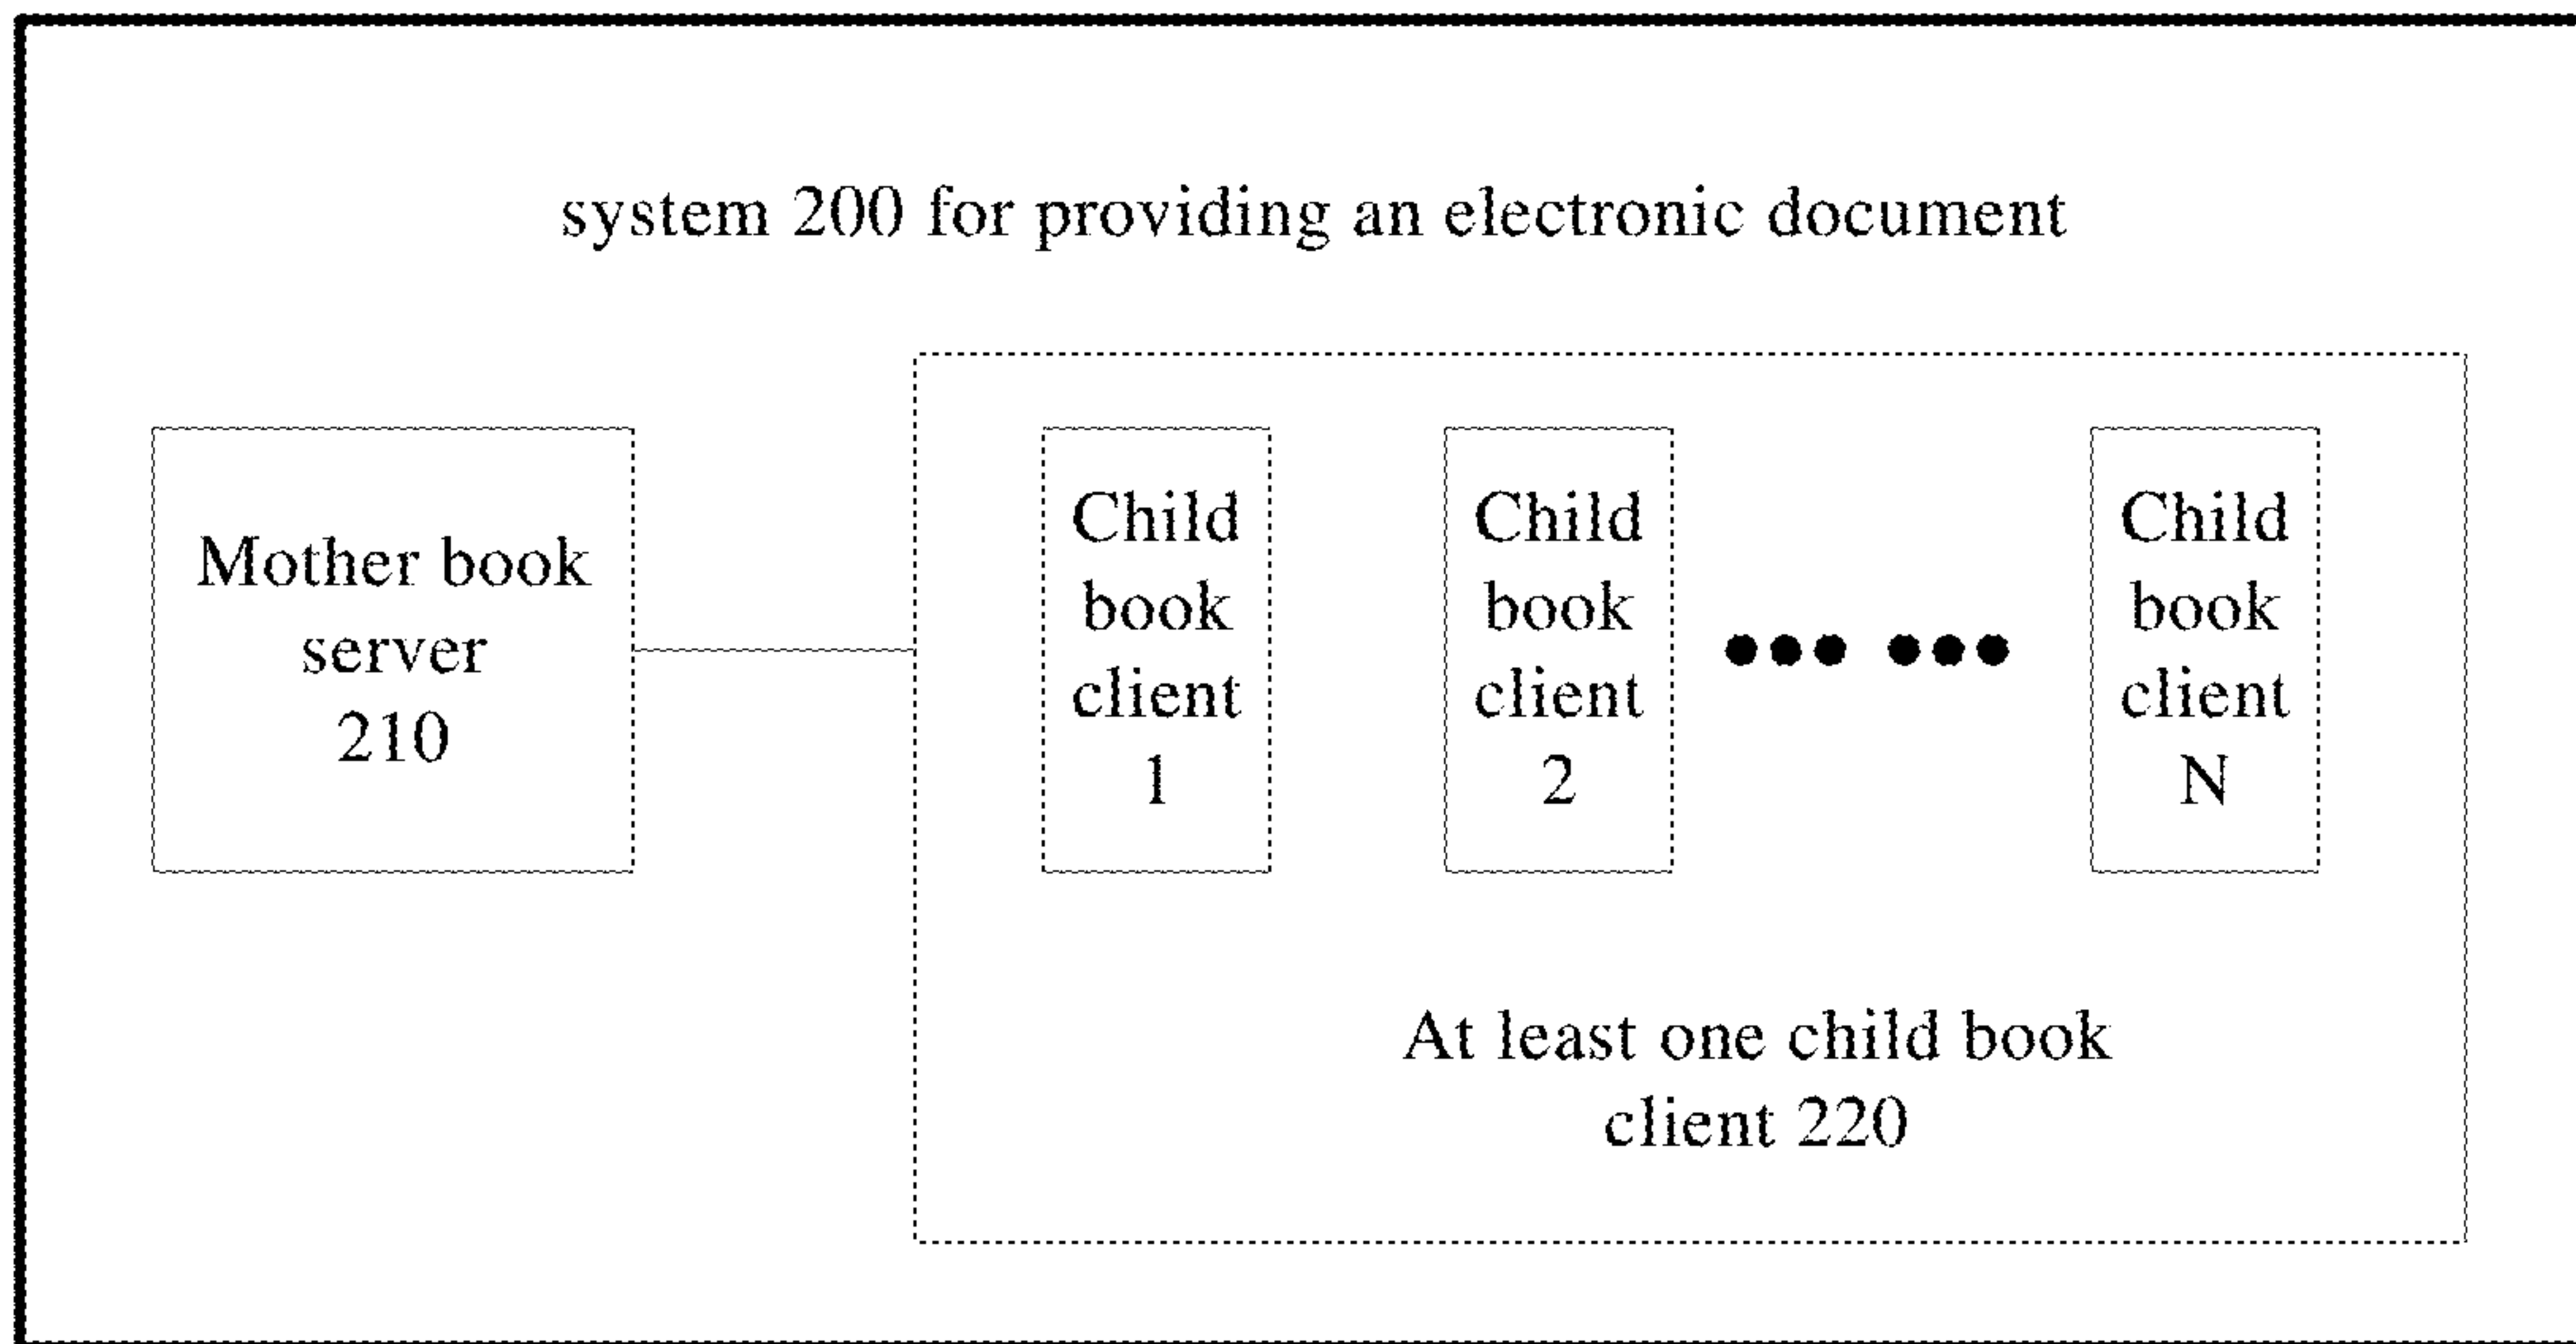 system 200 for providing an electronic document
Mother book
server
210
Child
book
client
1
Child
book
client
2
Child
book
client
N
At least one child book
client 220